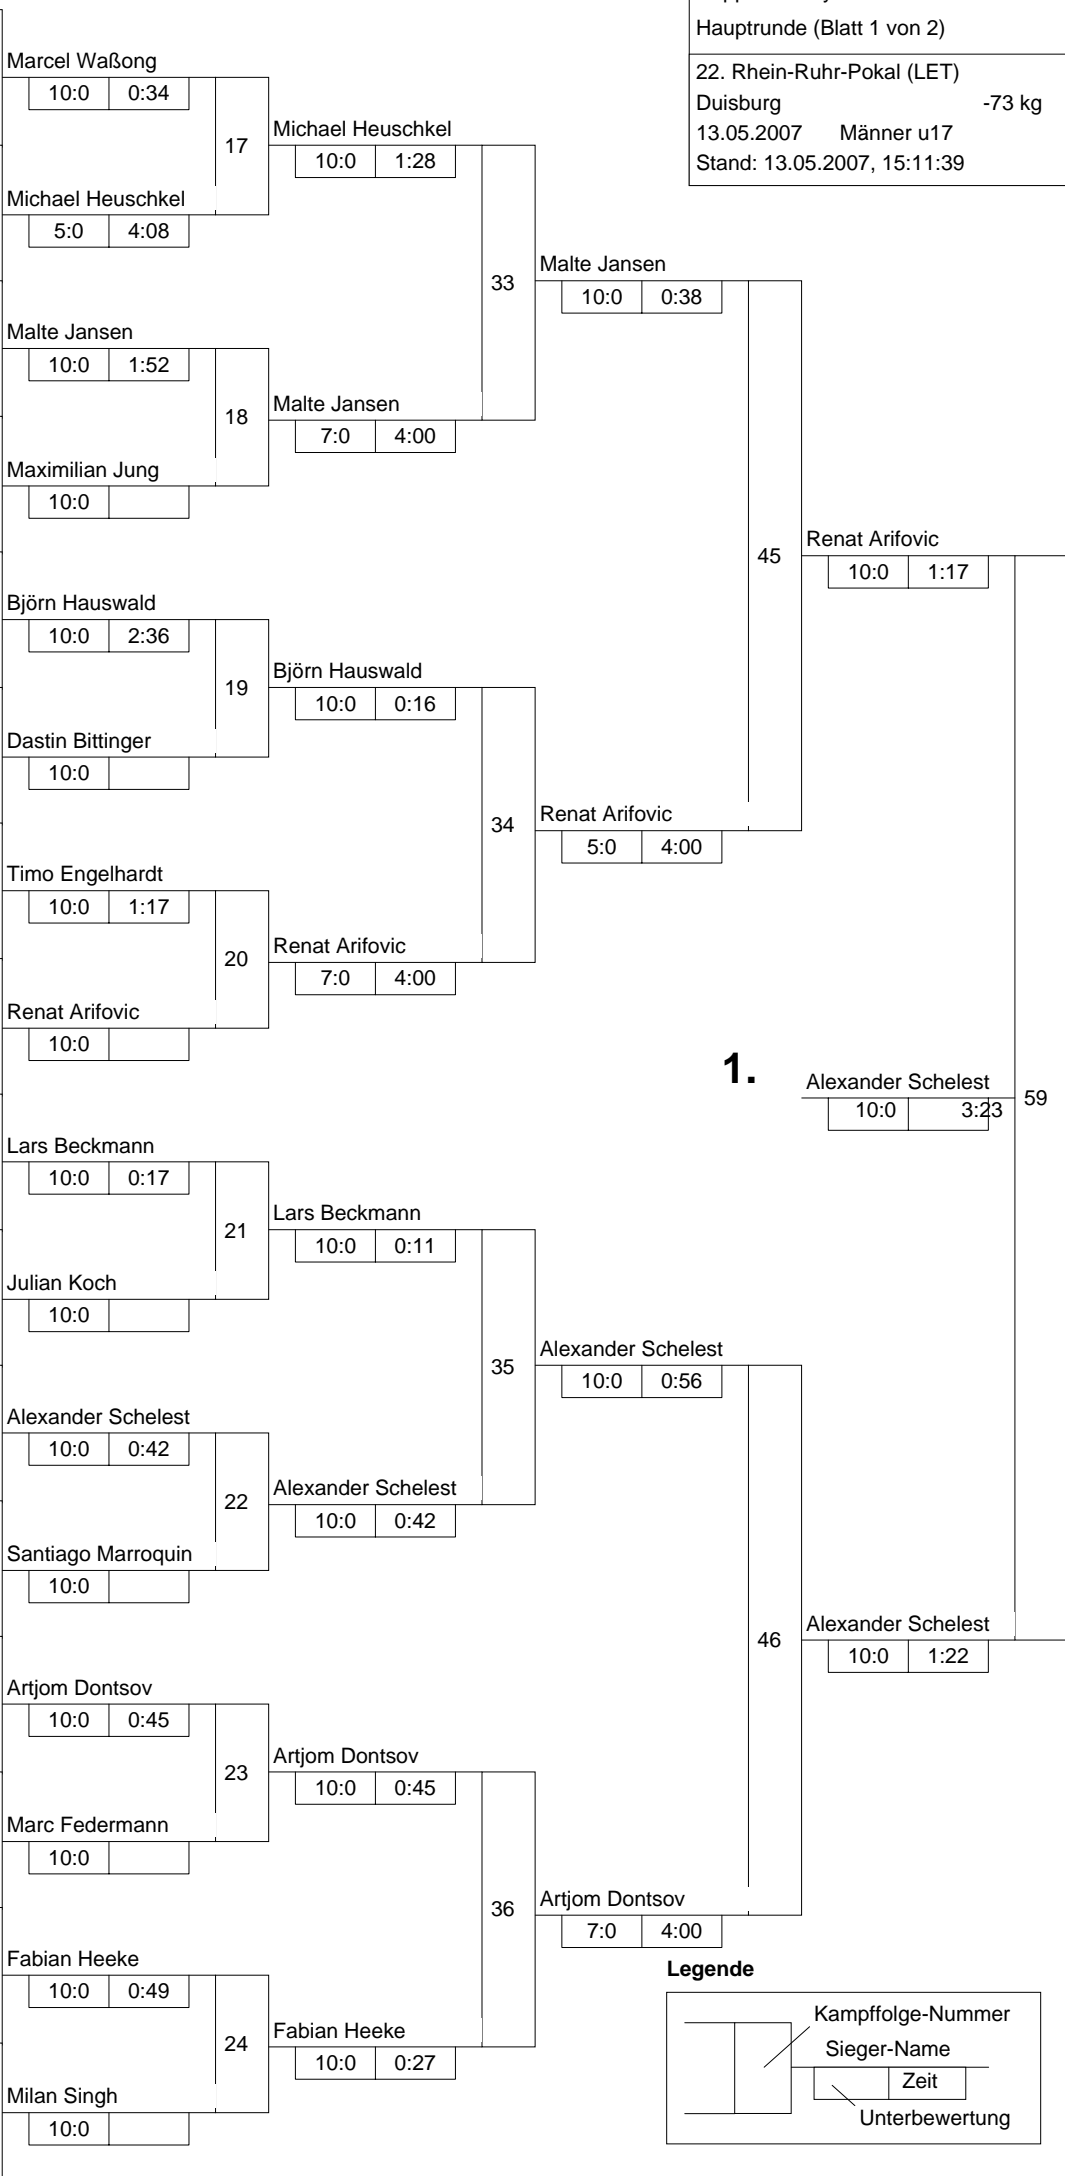 Hauptrunde (Blatt 1 von 2)
22. Rhein-Ruhr-Pokal (LET)
Duisburg -73 kg
13.05.2007 Männer u17
Stand: 13.05.2007, 15:11:39
Marcel Waßong
10:0 0:34
17
Michael Heuschkel
5:0 4:08
Malte Jansen
10:0 1:52
18
Maximilian Jung
10:0
Björn Hauswald
10:0 2:36
19
Dastin Bittinger
10:0
Timo Engelhardt
10:0 1:17
20
Renat Arifovic
10:0
Lars Beckmann
10:0 0:17
21
Julian Koch
10:0
Alexander Schelest
10:0 0:42
22
Santiago Marroquin
10:0
Artjom Dontsov
10:0 0:45
23
Marc Federmann
10:0
Fabian Heeke
10:0 0:49
24
Milan Singh
10:0
Michael Heuschkel
10:0 1:28
33
Malte Jansen
7:0 4:00
Björn Hauswald
10:0 0:16
34
Renat Arifovic
7:0 4:00
Lars Beckmann
10:0 0:11
35
Alexander Schelest
10:0 0:42
Artjom Dontsov
10:0 0:45
36
Fabian Heeke
10:0 0:27
Malte Jansen
10:0 0:38
45
Renat Arifovic
5:0 4:00
Alexander Schelest
10:0 0:56
46
Artjom Dontsov
7:0 4:00
Renat Arifovic
10:0 1:17
1.
Alexander Schelest
10:0 3:23
59
Alexander Schelest
10:0 1:22
Legende
Kampffolge-Nummer
Sieger-Name
Zeit
Unterbewertung